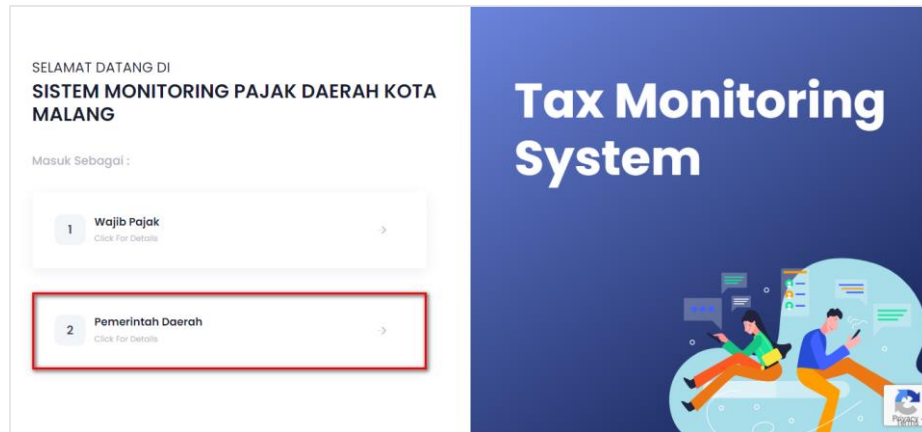 SELAMAT DATANG DI
SISTEM MONITORING PAJAK DAERAH KOTA
MALANG
Masuk Sebagai :
1
Wajib Pajak
Click For Details
2
Pemerintah Daerah
Click For Details
Tax Monitoring
System
Privacy -
Terms